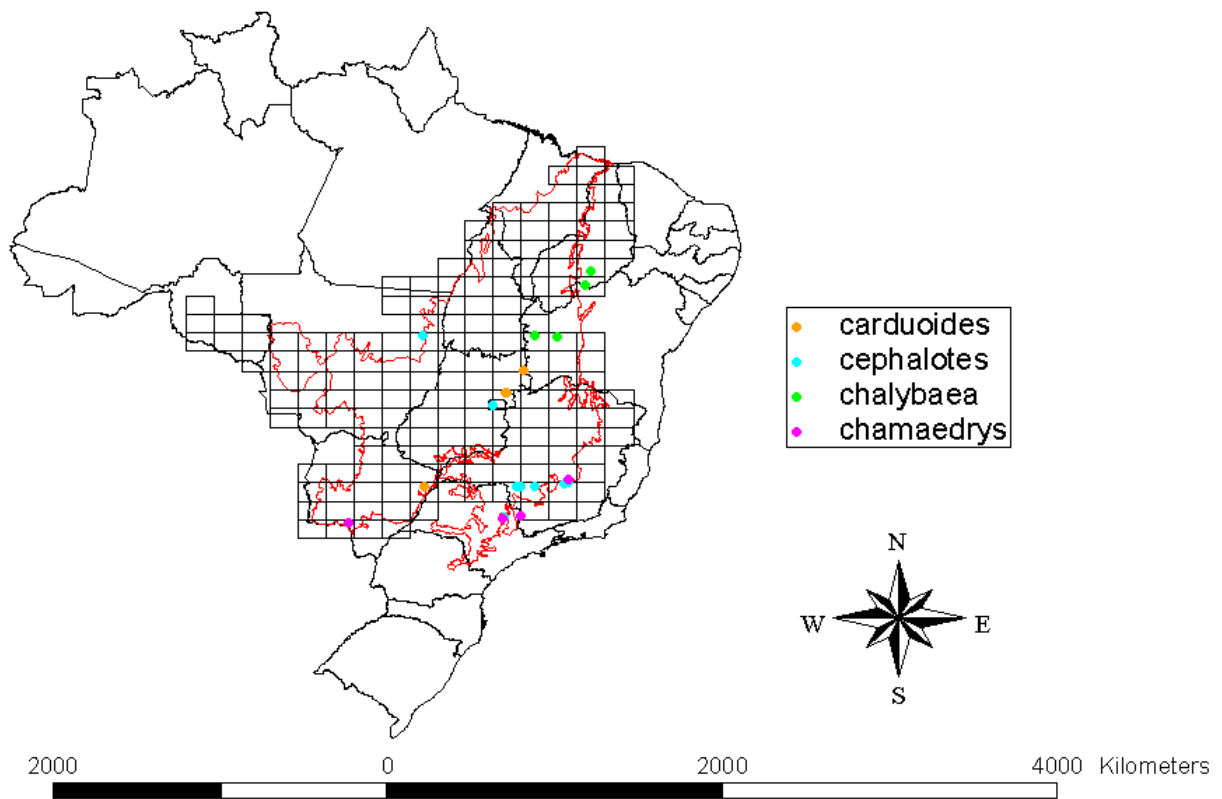 carduoides
cephalotes
chalybaea
chamaedrys
N
W E
S
2000 0 2000 4000 Kilometers